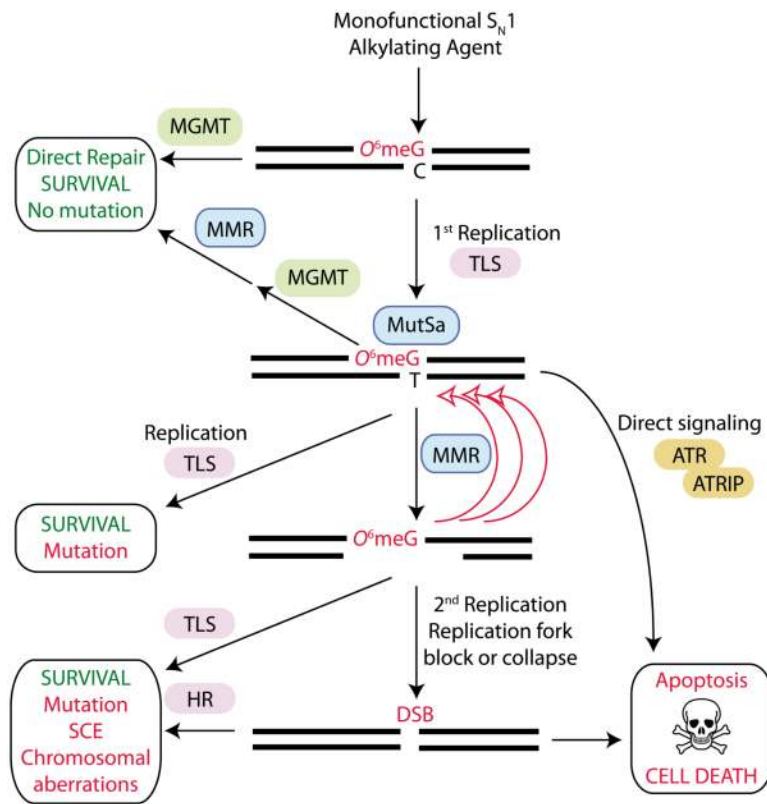 Monofunctional SN1
Alkylating Agent
MGMT
O6meG
C
Direct Repair
SURVIVAL
No mutation
MMR
1st Replication
TLS
MGMT
MutSa
O6meG
T
Replication
TLS
MMR
Direct signaling
ATR
ATRIP
SURVIVAL
Mutation
O6meG
TLS
2nd Replication
Replication fork
block or collapse
SURVIVAL
Mutation
SCE
Chromosomal
aberrations
HR
DSB
Apoptosis
CELL DEATH